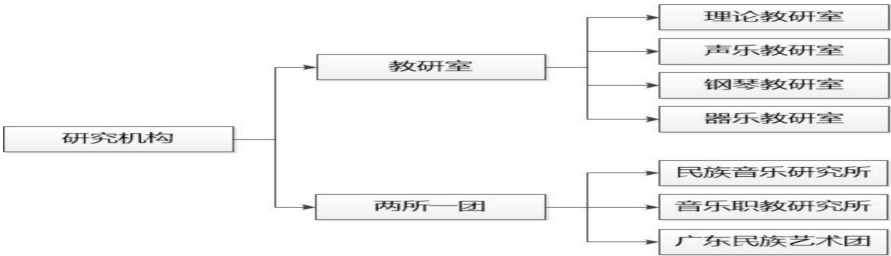 研究机构
教研室
理论教研室
声乐教研室
钢琴教研室
器乐教研室
两所一团
民族音乐研究所
音乐职教研究所
广东民族艺术团